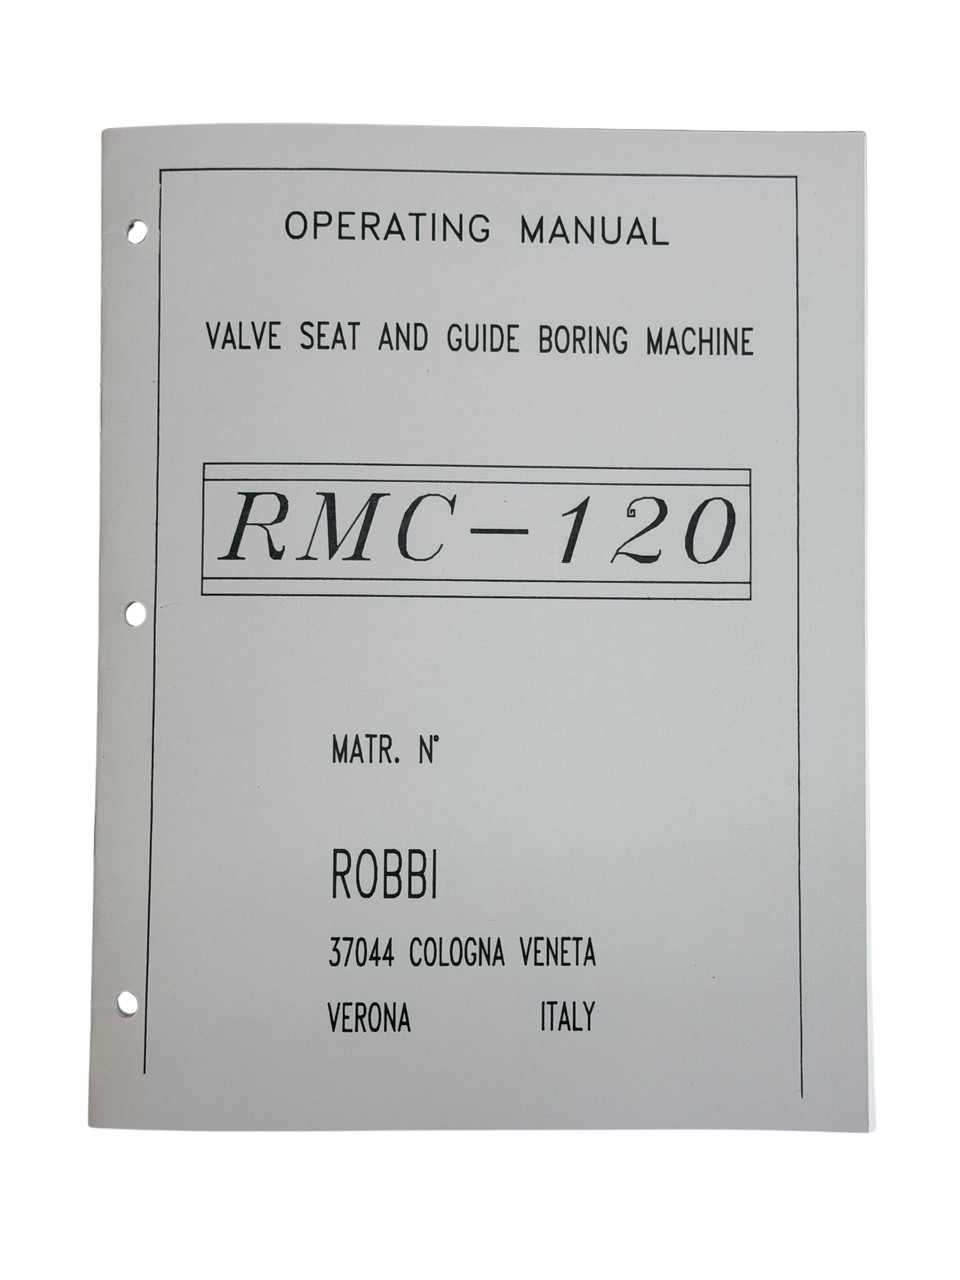 OPERATING MANUAL
VALVE SEAT AND GUIDE BORING MACHINE
RMC-120
MATR. N°
ROBBI
37044 COLOGNA VENETA
VERONA ITALY